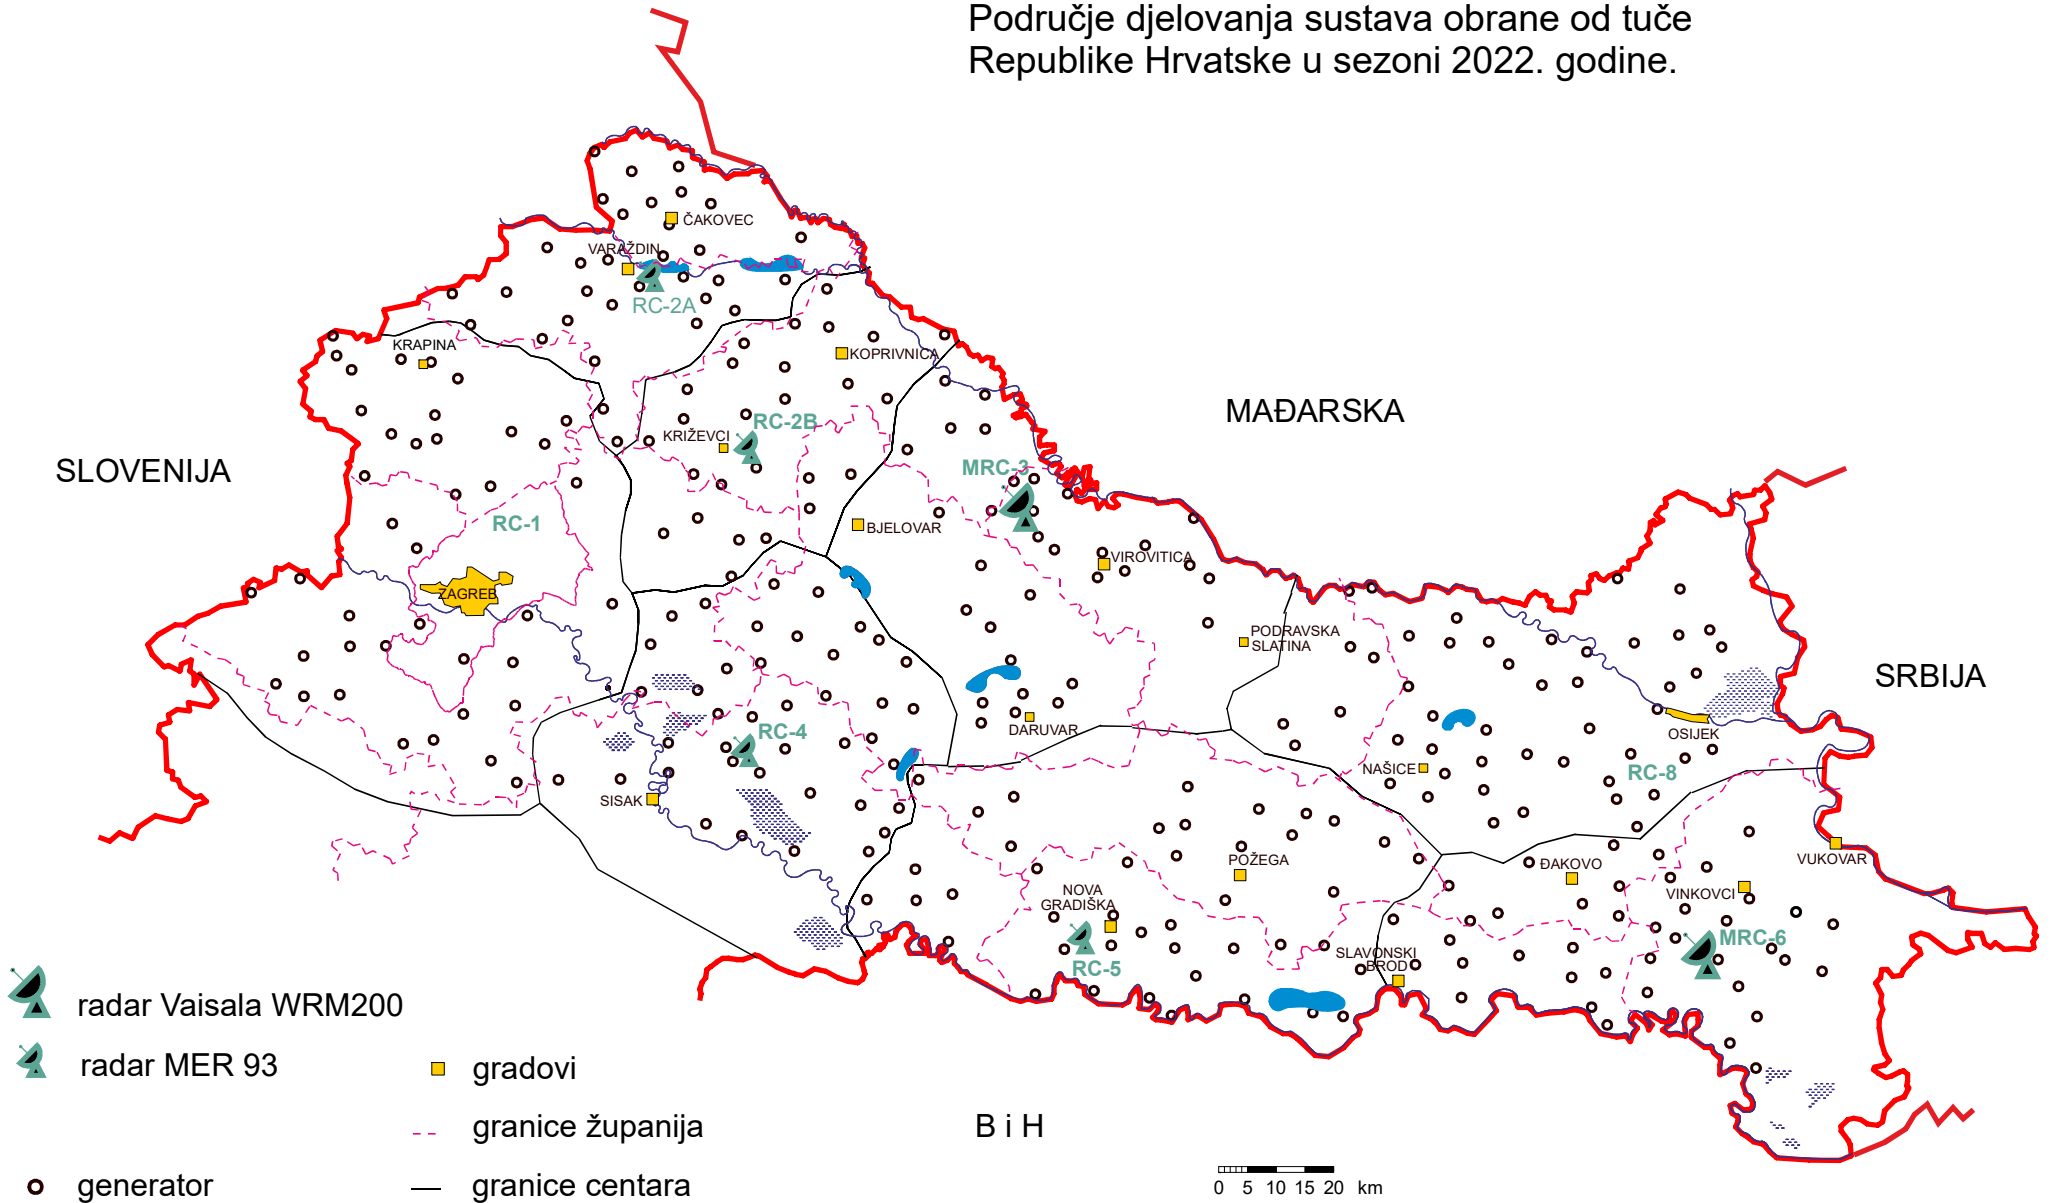 Područje djelovanja sustava obrane od tuče
Republike Hrvatske u sezoni 2022. godine.
ČAKOVEC
VARAŽDIN
RC-2A
KRAPINA
KOPRIVNICA
MAĐARSKA
RC-2B
KRIŽEVCI
SLOVENIJA
MRC-3
RC-1
BJELOVAR
VIROVITICA
ZAGREB
PODRAVSKA
SLATINA
SRBIJA
DARUVAR
RC-4
OSIJEK
NAŠICE
RC-8
SISAK
POŽEGA
ĐAKOVO
VUKOVAR
NOVA
GRADIŠKA
VINKOVCI
RC-5
SLAVONSKI
BROD
MRC-6
radar Vaisala WRM200
radar MER 93
gradovi
granice županija
B i H
generator
granice centara
0 5 10 15 20 km